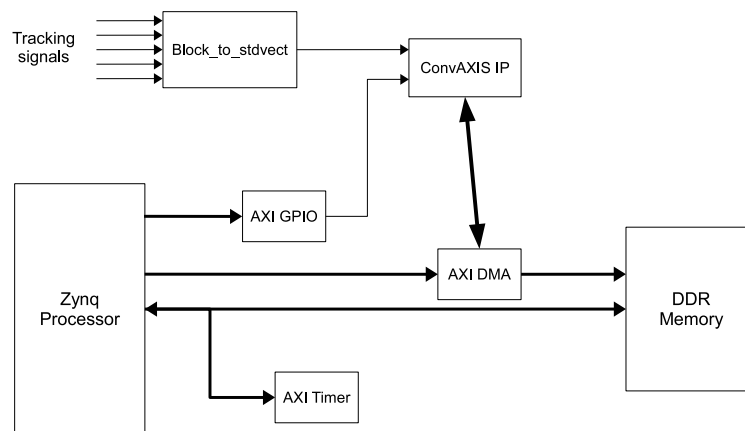 Tracking
signals
Block_to_stdvect
ConvAXIS IP
AXI GPIO
AXI DMA
Zynq
Processor
DDR
Memory
AXI Timer